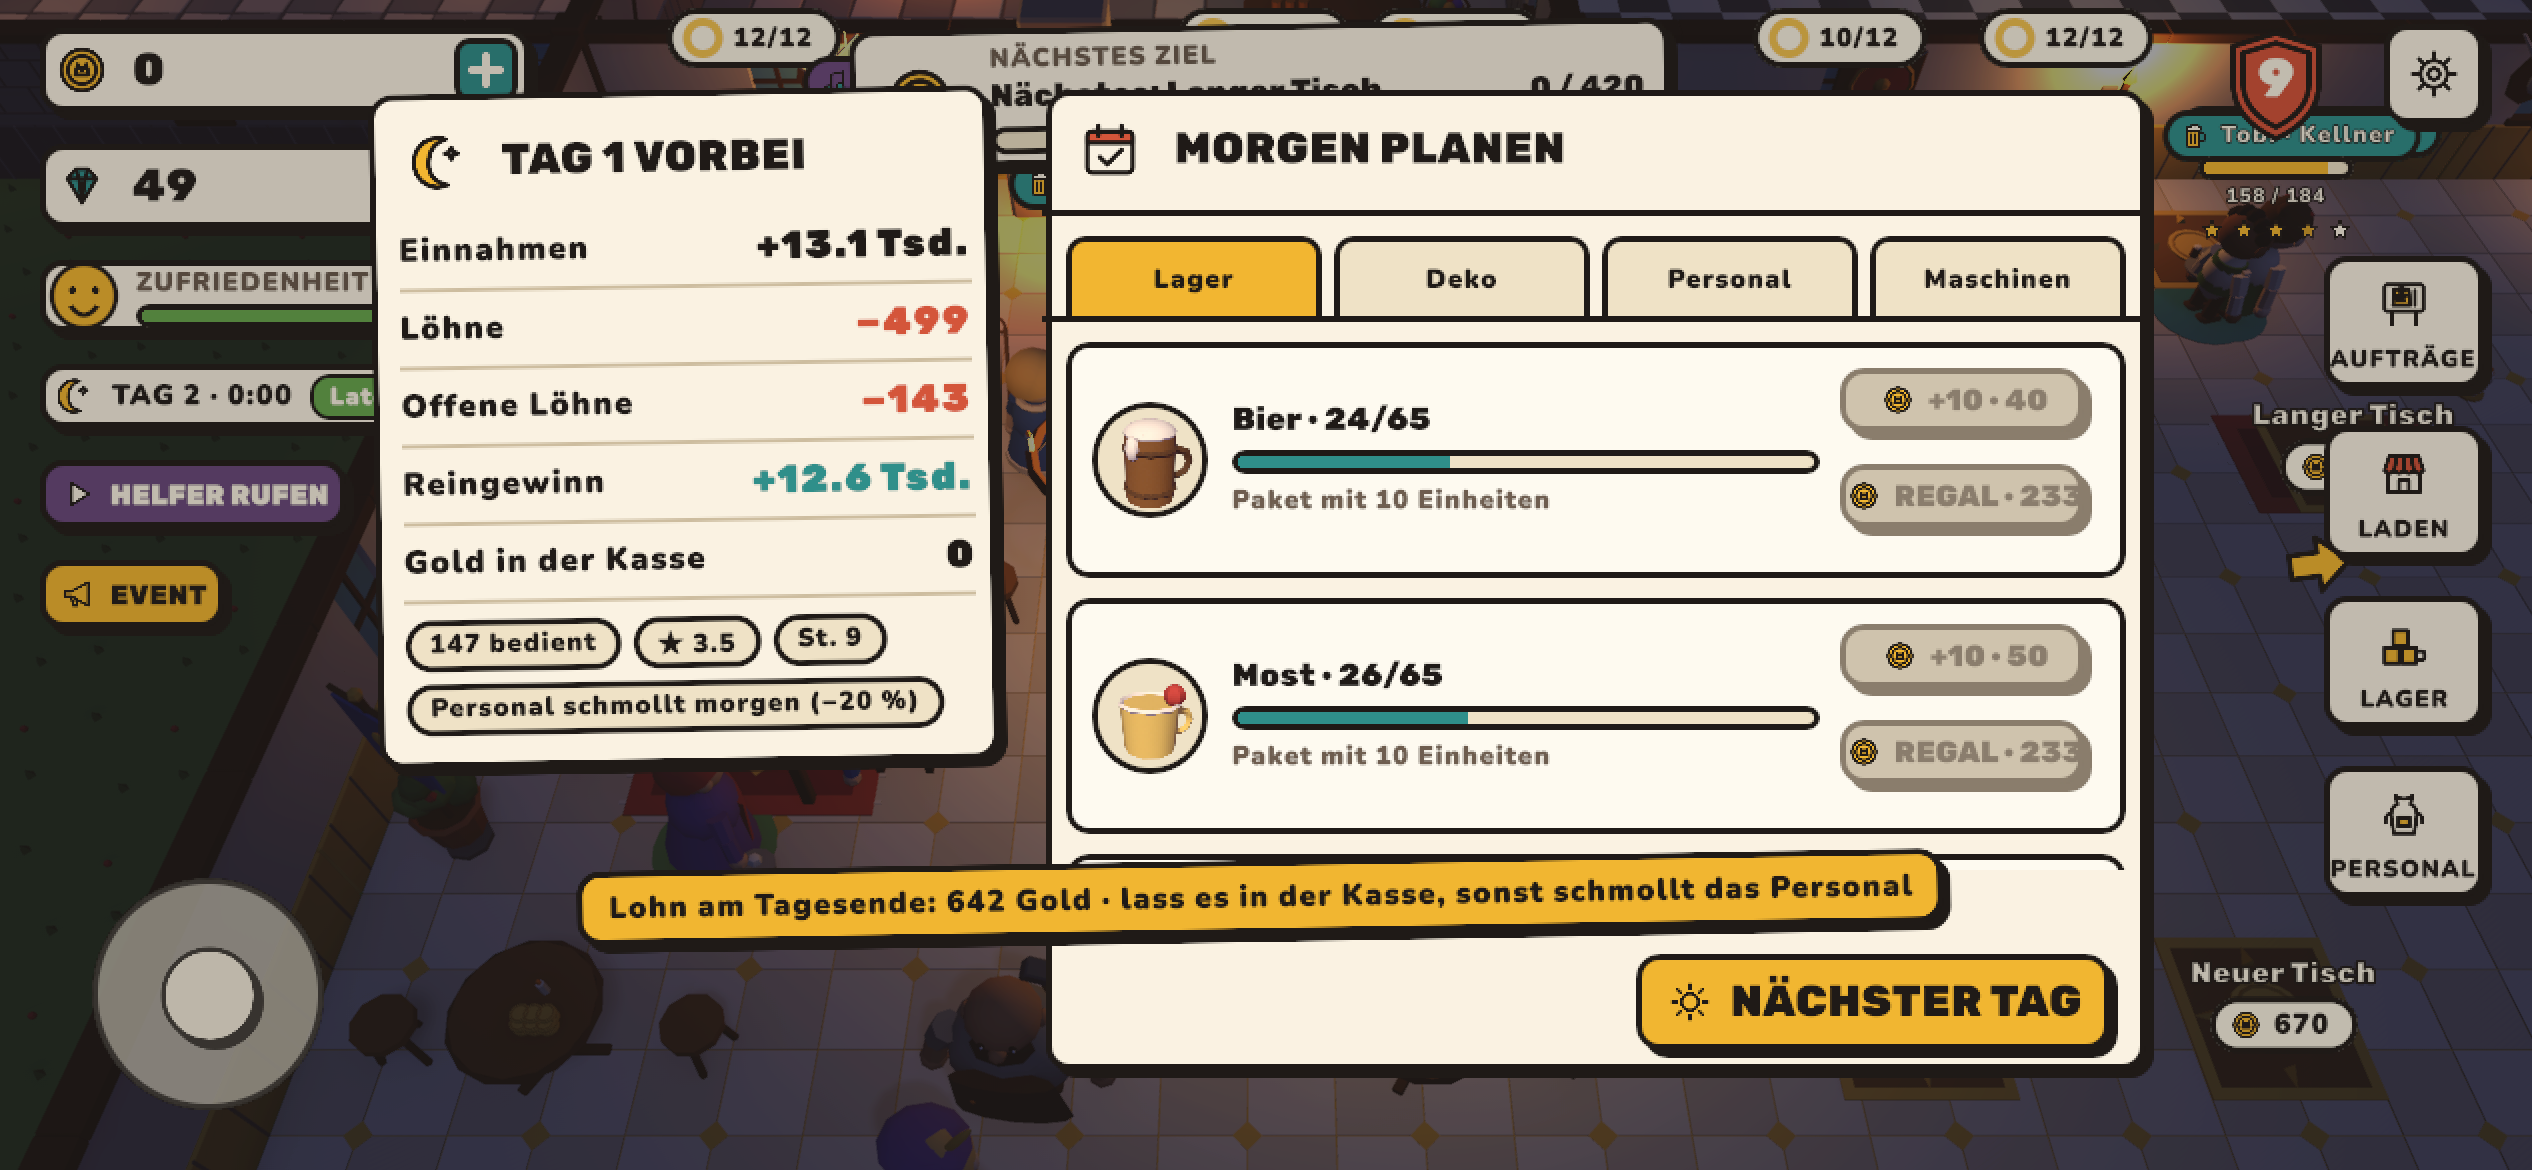 0
12/12
NÄCHSTES ZIEL
Nächstes: Langer Tisch
0/420
10/12
12/12
9
49
ZUFRIEDENHEIT
TAG 2 · 0:00
HELFER RUFEN
EVENT
TAG 1 VORBEI
Einnahmen
+13.1 Tsd.
Löhne
−499
Offene Löhne
−143
Reingewinn
+12.6 Tsd.
Gold in der Kasse
0
147 bedient
★ 3.5
St. 9
Personal schmollt morgen (−20 %)
MORGEN PLANEN
Lager
Deko
Personal
Maschinen
Bier · 24/65
Paket mit 10 Einheiten
+10 · 40
REGAL · 233
Most · 26/65
Paket mit 10 Einheiten
+10 · 50
REGAL · 233
Lohn am Tagesende: 642 Gold · lass es in der Kasse, sonst schmollt das Personal
NÄCHSTER TAG
Kellner
158 / 184
AUFTRÄGE
Langer Tisch
LADEN
LAGER
PERSONAL
Neuer Tisch
670